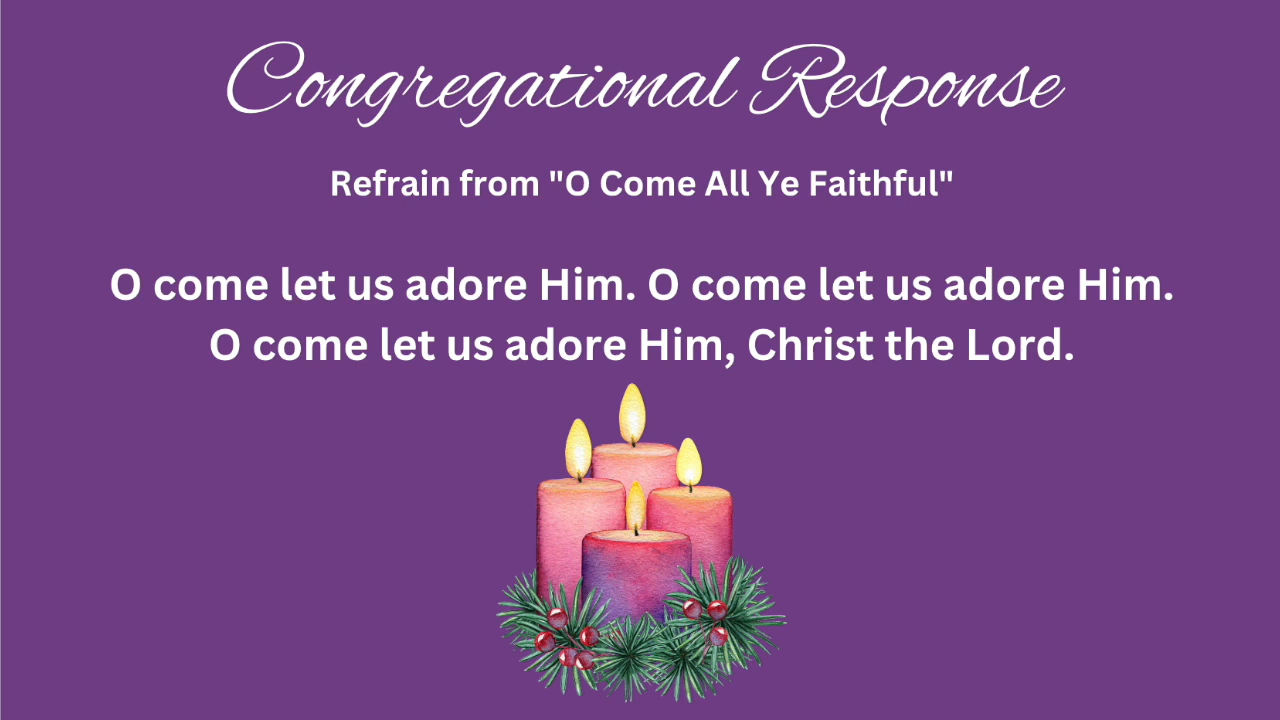 Congregational Response
Refrain from "O Come All Ye Faithful"
O come let us adore Him. O come let us adore Him.
O come let us adore Him, Christ the Lord.